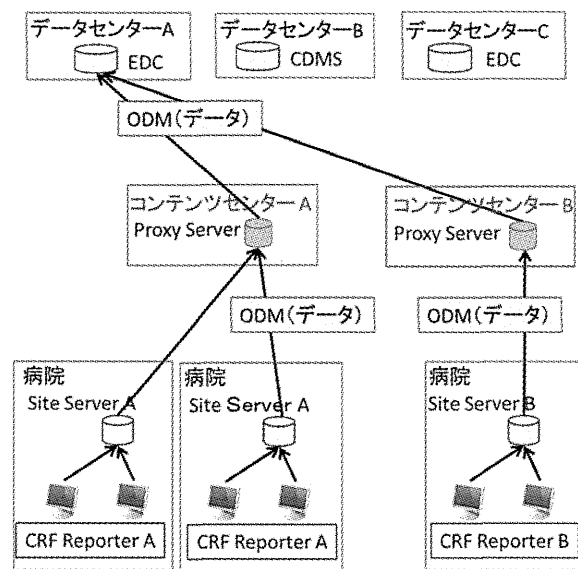 データセンターA
EDC
データセンターB
CDMS
データセンターC
EDC
ODM(データ)
コンテンツセンターA
Proxy Server
コンテンツセンターB
Proxy Server
ODM(データ)
ODM(データ)
病院
Site Server A
病院
Site Server A
病院
Site Server B
CRF Reporter A
CRF Reporter A
CRF Reporter B